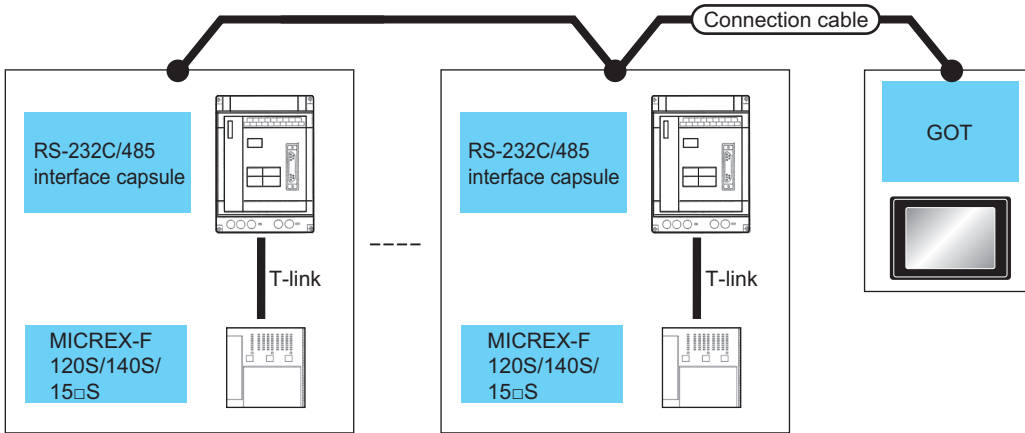 Connection cable
RS-232C/485
interface capsule
T-link
MICREX-F
120S/140S/
15□S
RS-232C/485
interface capsule
T-link
MICREX-F
120S/140S/
15□S
GOT